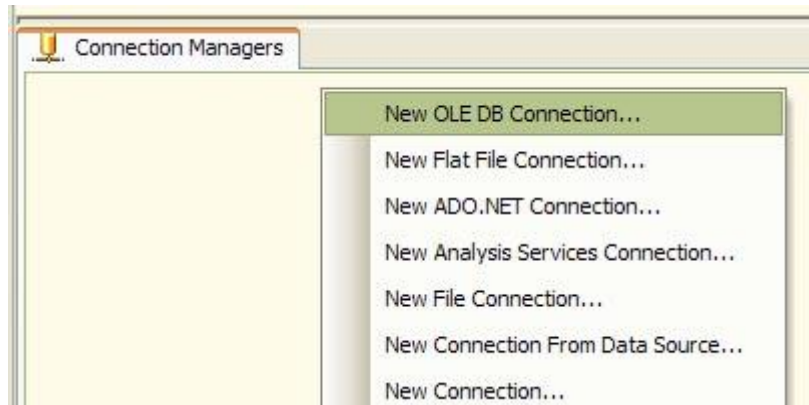 Connection Managers
New OLE DB Connection...
New Flat File Connection...
New ADO.NET Connection...
New Analysis Services Connection...
New File Connection...
New Connection From Data Source...
New Connection...